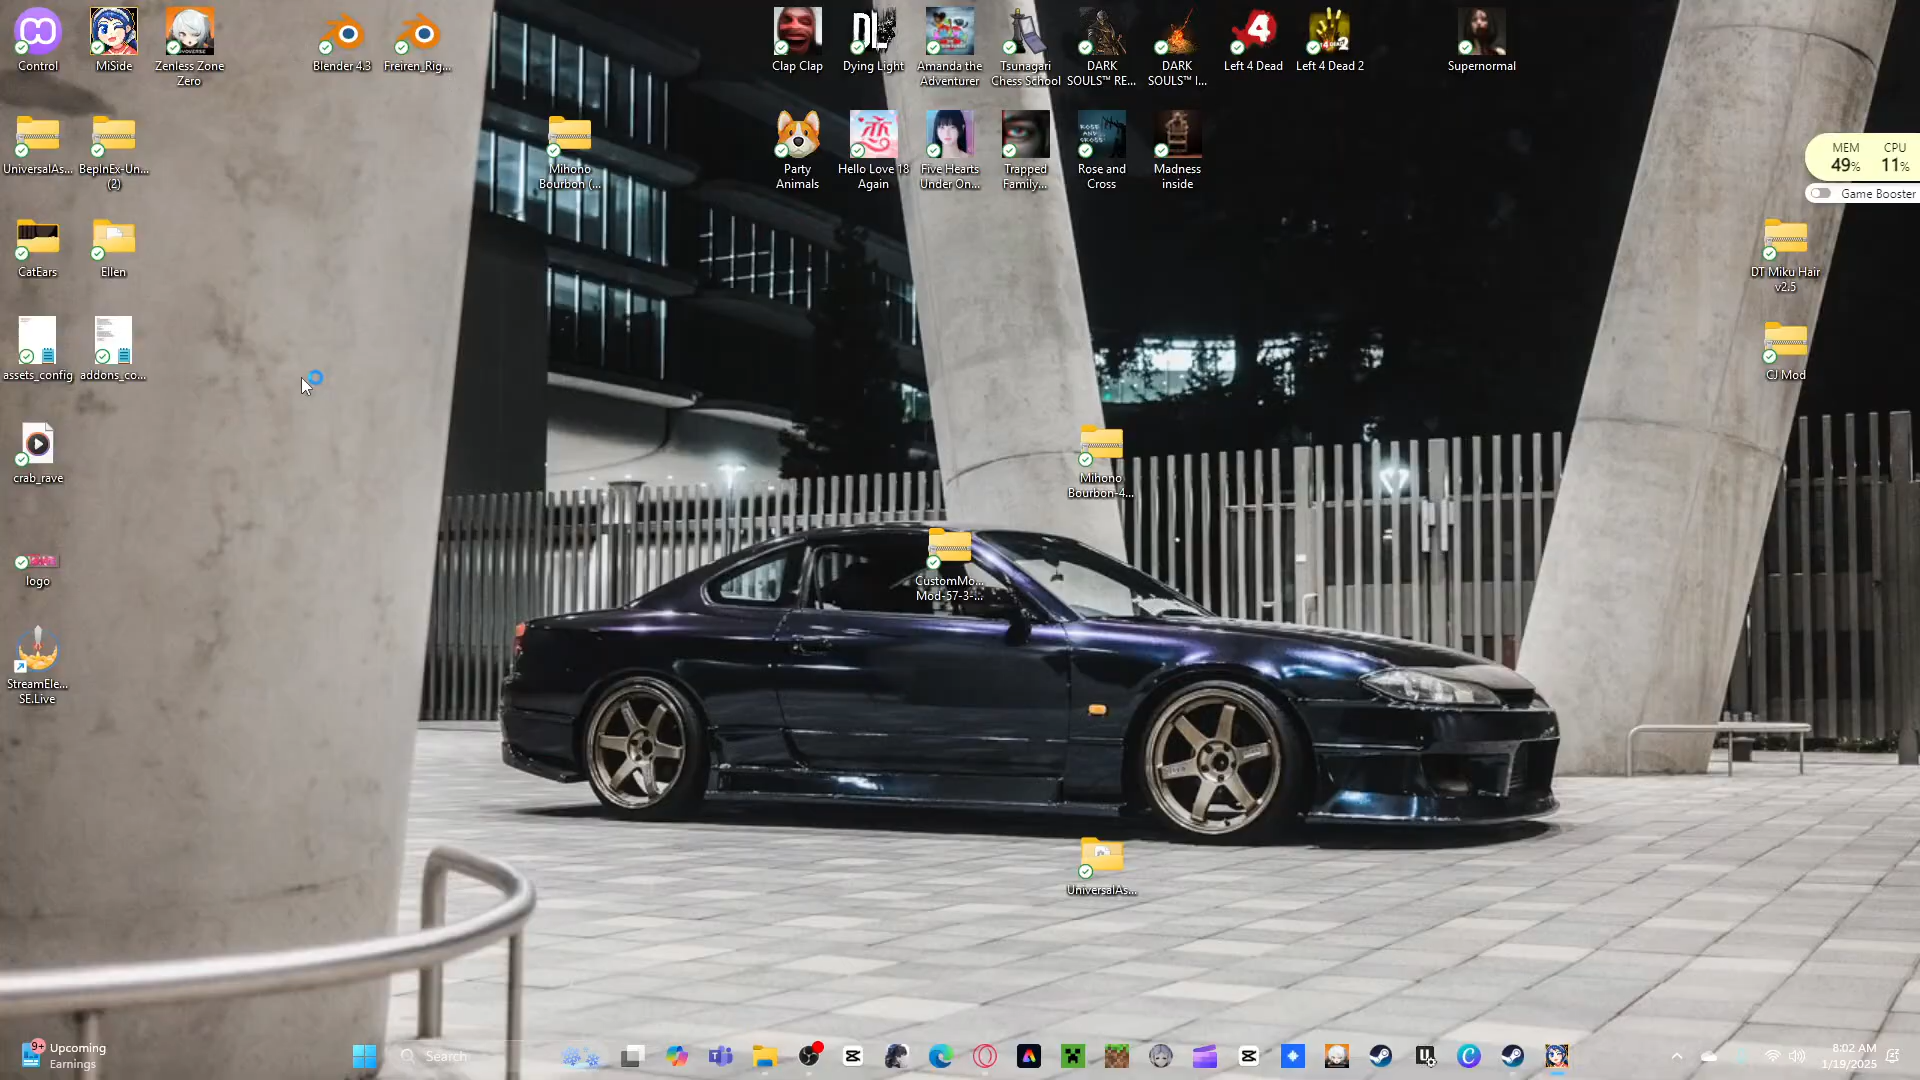 Control
MiSide
Zenless Zone
Zero
Blender 4.3
Freiren_Rig...
Clap Clap
Dying Light
Amanda the
Adventurer
Tsunagari
Chess School
DARK
SOULS™ RE...
DARK
SOULS™ I...
Left 4 Dead
Left 4 Dead 2
Supernormal
UniversalAs...
BepInEx-Un...
(2)
Mihono
Bourbon (...
Party
Animals
Hello Love 18
Again
Five Hearts
Under On...
Trapped
Family...
Rose and
Cross
Madness
inside
MEM
CPU
49%
11%
Game Booster
CatEars
Ellen
DT Miku Hair
v2.5
assets_config
addons_co...
CJ Mod
crab_rave
Mihono
Bourbon-4...
logo
CustomMo...
Mod-57-3-...
StreamEle...
SE.Live
UniversalAs...
9+
Upcoming
Earnings
Search
8:02 AM
1/19/2025